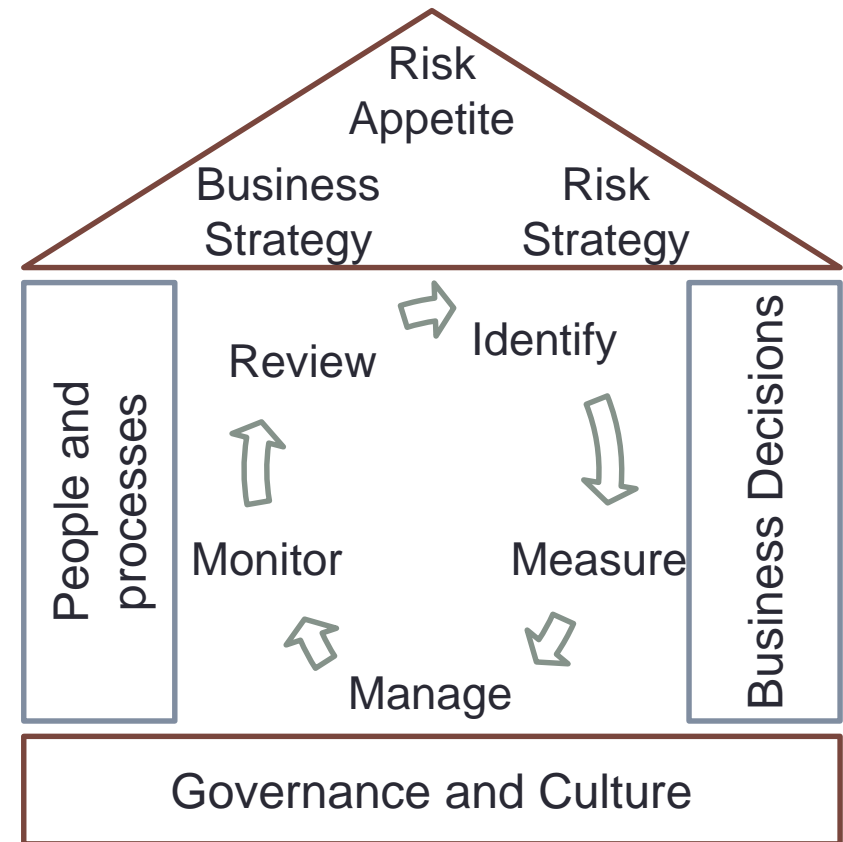 Risk
Appetite
Business
Strategy
Risk
Strategy
People and
processes
Review
Identify
Monitor
Measure
Manage
Business Decisions
Governance and Culture